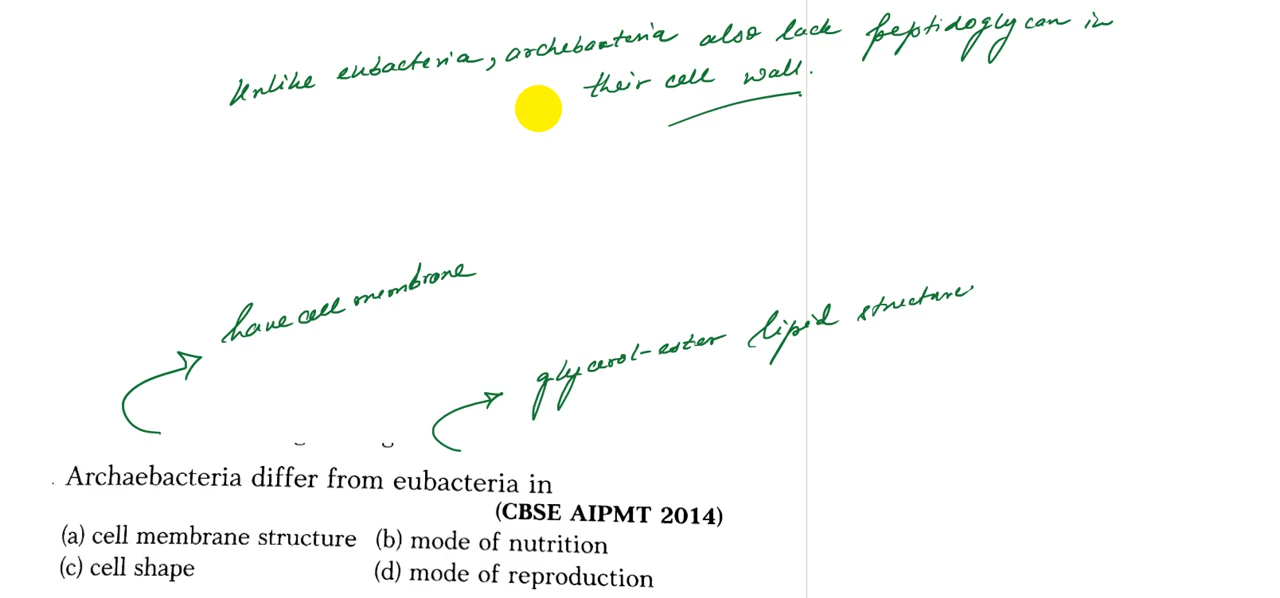 Unlike eubacteria, archebacteria also lack peptidoglycan in
their cell wall.
have cell membrane
glycerol-ester lipid structure
Archaebacteria differ from eubacteria in
(CBSE AIPMT 2014)
(a) cell membrane structure (b) mode of nutrition
(c) cell shape (d) mode of reproduction